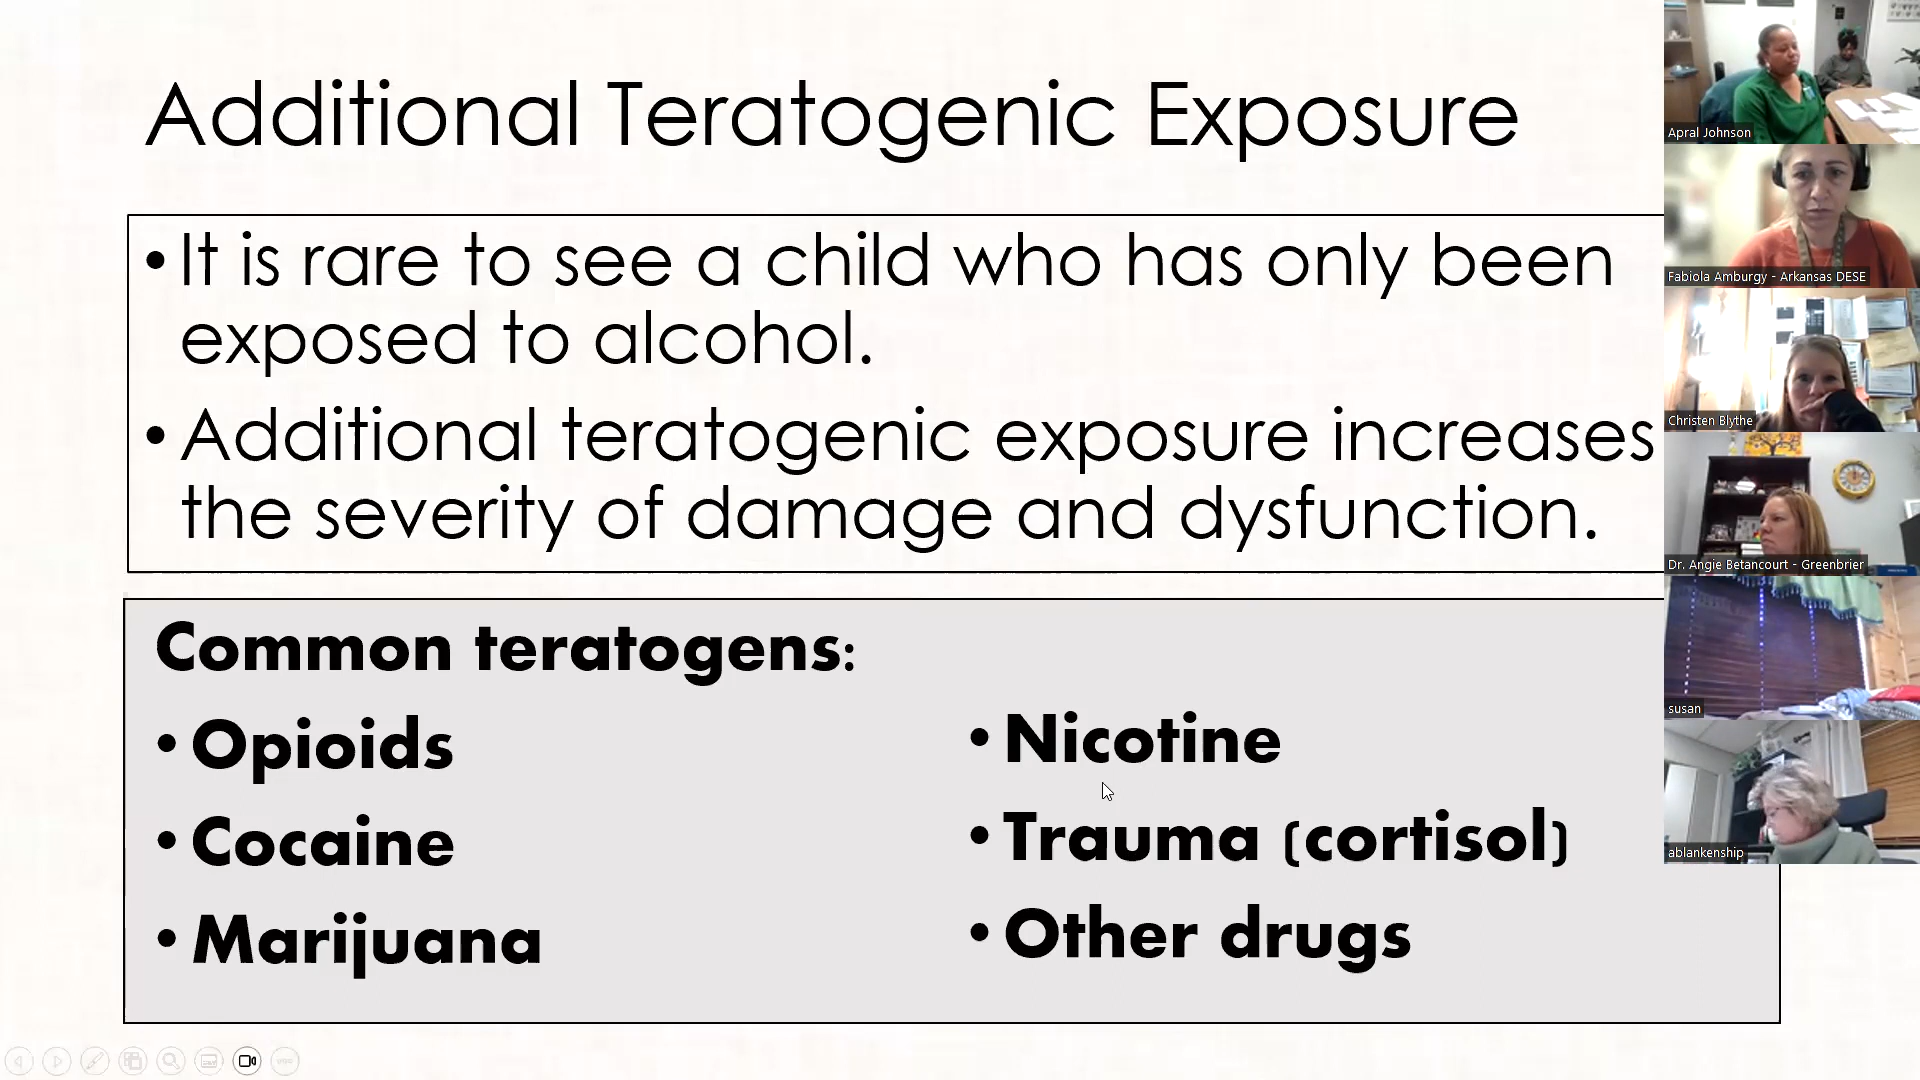 Additional Teratogenic Exposure
• It is rare to see a child who has only been
exposed to alcohol.
• Additional teratogenic exposure increases
the severity of damage and dysfunction.
Common teratogens:
• Opioids
• Cocaine
• Marijuana
• Nicotine
• Trauma (cortisol)
• Other drugs
Apral Johnson
Fabiola Amburgy - Arkansas DESE
Christen Blythe
Dr. Angie Betancourt - Greenbrier
susan
ablankenship